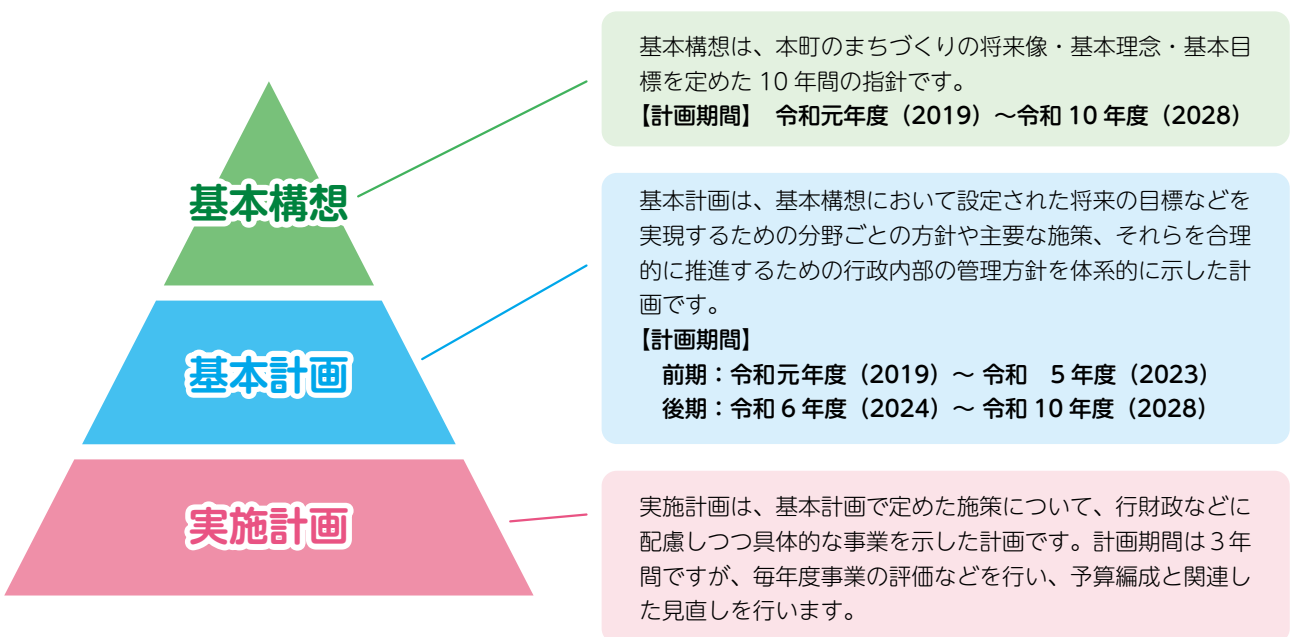 基本構想は、本町のまちづくりの将来像・基本理念・基本目
標を定めた 10 年間の指針です。
【計画期間】 令和元年度（2019）～令和 10 年度（2028）
基本構想
基本計画は、基本構想において設定された将来の目標などを
実現するための分野ごとの方針や主要な施策、それらを合理
的に推進するための行政内部の管理方針を体系的に示した計
画です。
【計画期間】
前期：令和元年度（2019）～ 令和　5 年度（2023）
後期：令和 6 年度（2024）～ 令和 10 年度（2028）
基本計画
実施計画は、基本計画で定めた施策について、行財政などに
配慮しつつ具体的な事業を示した計画です。計画期間は３年
間ですが、毎年度事業の評価などを行い、予算編成と関連し
た見直しを行います。
実施計画